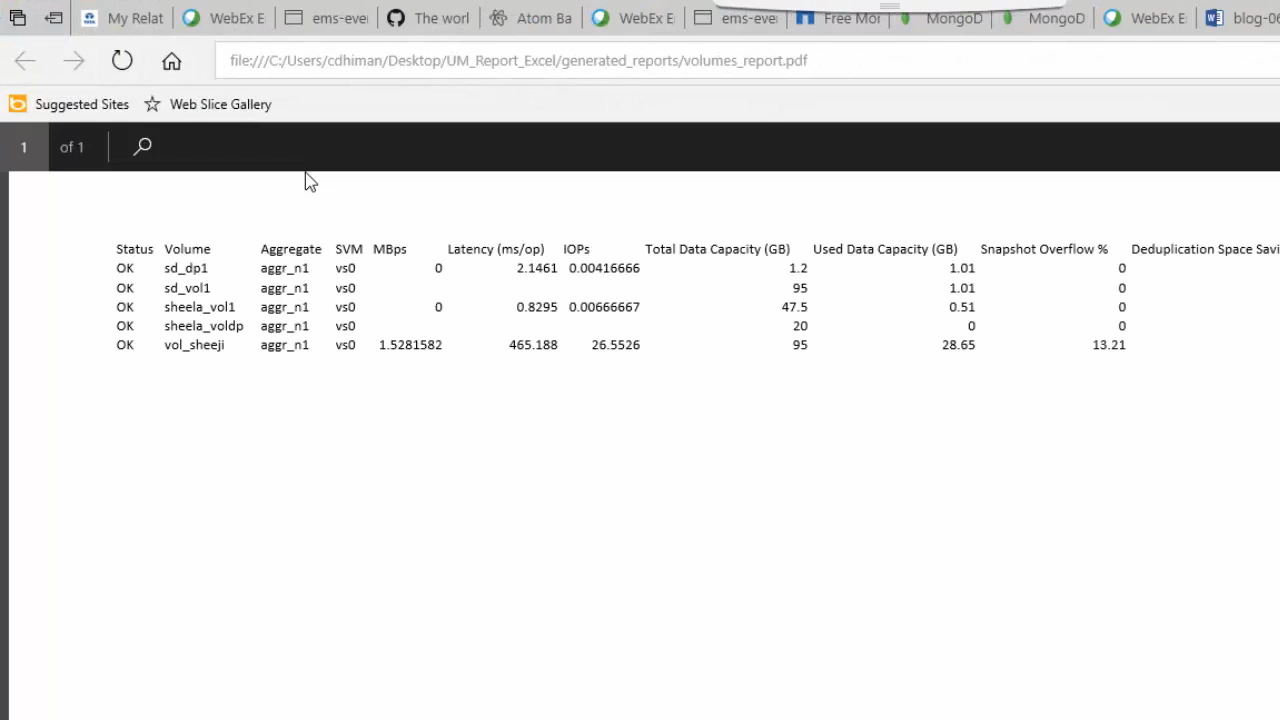 My Relat WebEx E ems-eve The worl Atom Ba WebEx E ems-eve Free Mor MongoD MongoD WebEx E blog-06
file:///C:/Users/cdhiman/Desktop/UM_Report_Excel/generated_reports/volumes_report.pdf
Suggested Sites Web Slice Gallery
1 of 1
Status Volume Aggregate SVM MBps Latency (ms/op) IOPs Total Data Capacity (GB) Used Data Capacity (GB) Snapshot Overflow % Deduplication Space Savi
OK sd_dp1 aggr_n1 vs0 0 2.1461 0.00416666 1.2 1.01 0
OK sd_vol1 aggr_n1 vs0 95 1.01 0
OK sheela_vol1 aggr_n1 vs0 0 0.8295 0.00666667 47.5 0.51 0
OK sheela_voldp aggr_n1 vs0 20 0 0
OK vol_sheeji aggr_n1 vs0 1.5281582 465.188 26.5526 95 28.65 13.21